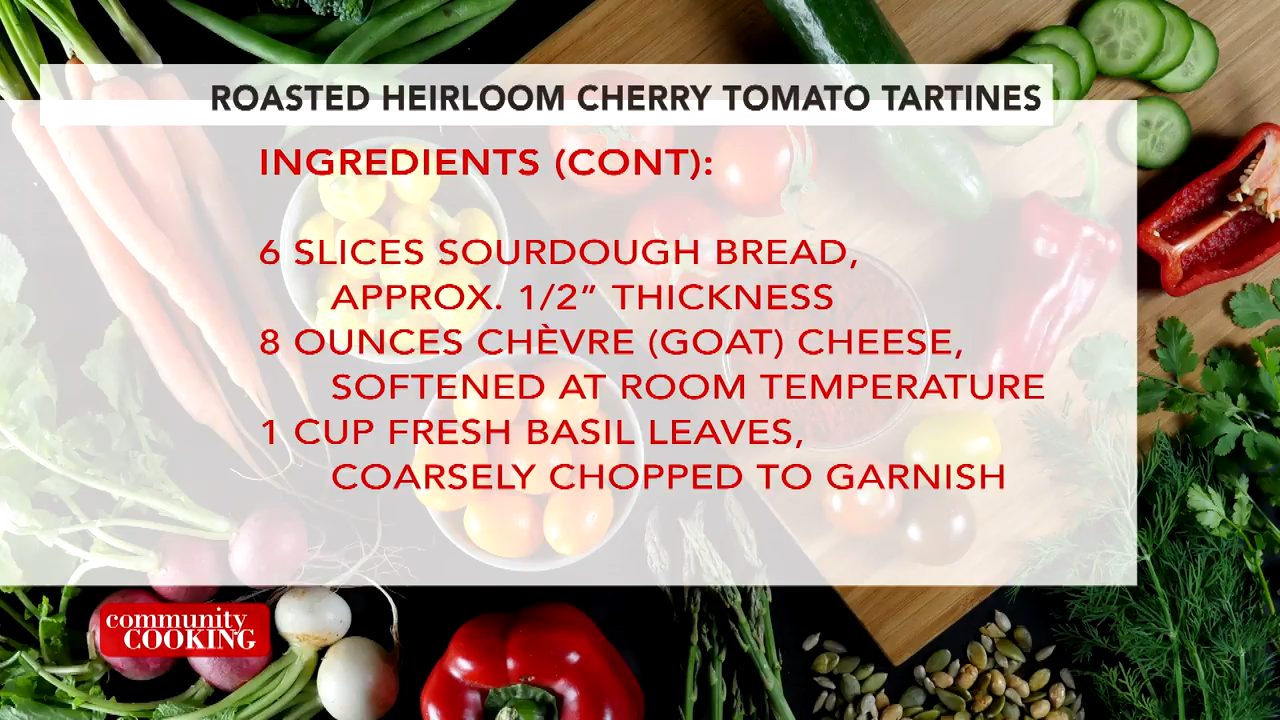 ROASTED HEIRLOOM CHERRY TOMATO TARTINES
INGREDIENTS (CONT):
6 SLICES SOURDOUGH BREAD,
APPROX. 1/2” THICKNESS
8 OUNCES CHÈVRE (GOAT) CHEESE,
SOFTENED AT ROOM TEMPERATURE
1 CUP FRESH BASIL LEAVES,
COARSELY CHOPPED TO GARNISH
community
COOKING